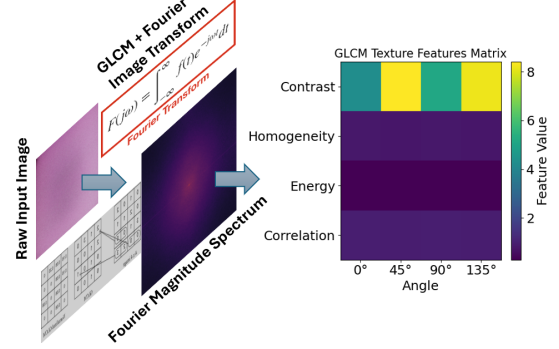 GLCM + Fourier
Image Transform
F(jω) = ∫_{-∞}^{∞} f(t)e^{-jωt}dt
Fourier Transform
Raw Input Image
Fourier Magnitude Spectrum
GLCM Texture Features Matrix
Contrast
Homogeneity
Energy
Correlation
0° 45° 90° 135°
Angle
8
6
4
2
Feature Value